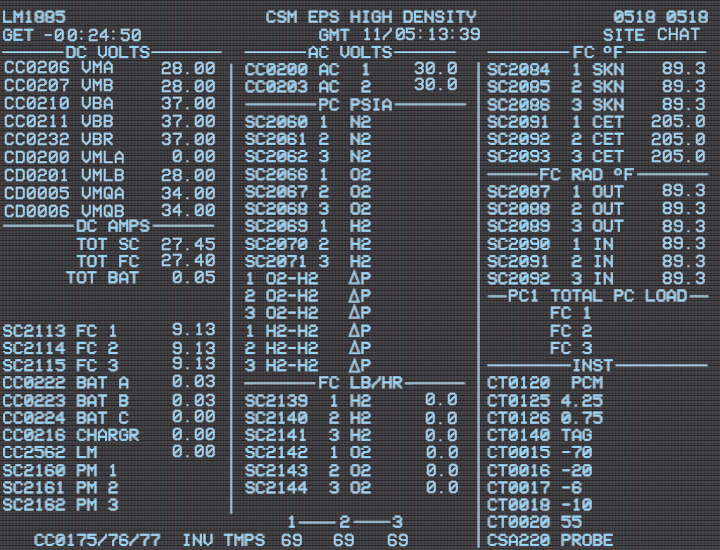 LM1885 CSM EPS HIGH DENSITY 0518 0518
GET -00:24:50 GMT 11/05:13:39 SITE CHAT
DC VOLTS
CC0206 VMA 28.00
CC0207 VMB 28.00
CC0210 VBA 37.00
CC0211 VBB 37.00
CC0232 VBR 37.00
CD0200 VMLA 0.00
CD0201 VMLB 28.00
CD0005 VMQA 34.00
CD0006 VMQB 34.00
DC AMPS
TOT SC 27.45
TOT FC 27.40
TOT BAT 0.05
SC2113 FC 1 9.13
SC2114 FC 2 9.13
SC2115 FC 3 9.13
CC0222 BAT A 0.03
CC0223 BAT B 0.03
CC0224 BAT C 0.00
CC0216 CHARGR 0.00
CC2562 LM 0.00
SC2160 PM 1
SC2161 PM 2
SC2162 PM 3
AC VOLTS
CC0200 AC 1 30.0
CC0203 AC 2 30.0
PC PSIA
SC2060 1 N2
SC2061 2 N2
SC2062 3 N2
SC2066 1 O2
SC2067 2 O2
SC2068 3 O2
SC2069 1 H2
SC2070 2 H2
SC2071 3 H2
1 O2-H2 ΔP
2 O2-H2 ΔP
3 O2-H2 ΔP
1 H2-H2 ΔP
2 H2-H2 ΔP
3 H2-H2 ΔP
FC LB/HR
SC2139 1 H2 0.0
SC2140 2 H2 0.0
SC2141 3 H2 0.0
SC2142 1 O2 0.0
SC2143 2 O2 0.0
SC2144 3 O2 0.0
1 2 3
CC0175/76/77 INV TMPS 69 69 69
FC ºF
SC2084 1 SKN 89.3
SC2085 2 SKN 89.3
SC2086 3 SKN 89.3
SC2091 1 CET 205.0
SC2092 2 CET 205.0
SC2093 3 CET 205.0
FC RAD ºF
SC2087 1 OUT 89.3
SC2088 2 OUT 89.3
SC2089 3 OUT 89.3
SC2090 1 IN 89.3
SC2091 2 IN 89.3
SC2092 3 IN 89.3
PC1 TOTAL PC LOAD
FC 1
FC 2
FC 3
INST
CT0120 PCM
CT0125 4.25
CT0126 0.75
CT0140 TAG
CT0015 -70
CT0016 -20
CT0017 -6
CT0018 -10
CT0020 55
CSA220 PROBE